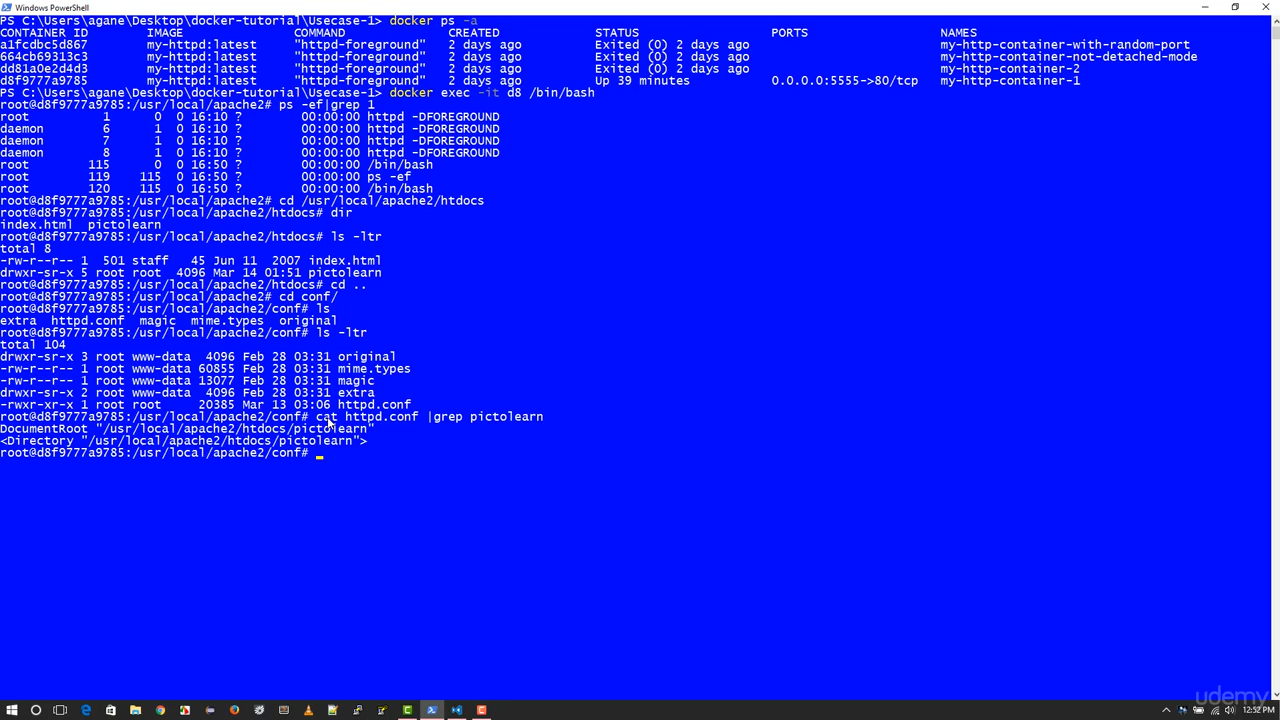 Windows PowerShell
PS C:\Users\agane\Desktop\docker-tutorial\Usecase-1> docker ps -a
CONTAINER ID        IMAGE               COMMAND              CREATED             STATUS                  PORTS                  NAMES
a1fcdbc5d867        my-httpd:latest     "httpd-foreground"   2 days ago          Exited (0) 2 days ago                          my-http-container-with-random-port
664cb69313c3        my-httpd:latest     "httpd-foreground"   2 days ago          Exited (0) 2 days ago                          my-http-container-not-detached-mode
dd81a0e2d4d3        my-httpd:latest     "httpd-foreground"   2 days ago          Exited (0) 2 days ago                          my-http-container-2
d8f9777a9785        my-httpd:latest     "httpd-foreground"   2 days ago          Up 39 minutes           0.0.0.0:5555->80/tcp   my-http-container-1
PS C:\Users\agane\Desktop\docker-tutorial\Usecase-1> docker exec -it d8 /bin/bash
root@d8f9777a9785:/usr/local/apache2# ps -ef|grep 1
root          1      0  0 16:10 ?        00:00:00 httpd -DFOREGROUND
daemon        6      1  0 16:10 ?        00:00:00 httpd -DFOREGROUND
daemon        7      1  0 16:10 ?        00:00:00 httpd -DFOREGROUND
daemon        8      1  0 16:10 ?        00:00:00 httpd -DFOREGROUND
root        115      0  0 16:50 ?        00:00:00 /bin/bash
root        119    115  0 16:50 ?        00:00:00 ps -ef
root        120    115  0 16:50 ?        00:00:00 /bin/bash
root@d8f9777a9785:/usr/local/apache2# cd /usr/local/apache2/htdocs
root@d8f9777a9785:/usr/local/apache2/htdocs# dir
index.html  pictolearn
root@d8f9777a9785:/usr/local/apache2/htdocs# ls -ltr
total 8
-rw-r--r-- 1  501 staff   45 Jun 11  2007 index.html
drwxr-sr-x 5 root root  4096 Mar 14 01:51 pictolearn
root@d8f9777a9785:/usr/local/apache2/htdocs# cd ..
root@d8f9777a9785:/usr/local/apache2# cd conf/
root@d8f9777a9785:/usr/local/apache2/conf# ls
extra  httpd.conf  magic  mime.types  original
root@d8f9777a9785:/usr/local/apache2/conf# ls -ltr
total 104
drwxr-sr-x 3 root www-data  4096 Feb 28 03:31 original
-rw-r--r-- 1 root www-data 60855 Feb 28 03:31 mime.types
-rw-r--r-- 1 root www-data 13077 Feb 28 03:31 magic
drwxr-sr-x 2 root www-data  4096 Feb 28 03:31 extra
-rwxr-xr-x 1 root root     20385 Mar 13 03:06 httpd.conf
root@d8f9777a9785:/usr/local/apache2/conf# cat httpd.conf |grep pictolearn
DocumentRoot "/usr/local/apache2/htdocs/pictolearn"
<Directory "/usr/local/apache2/htdocs/pictolearn">
root@d8f9777a9785:/usr/local/apache2/conf#
udemy
12:52 PM